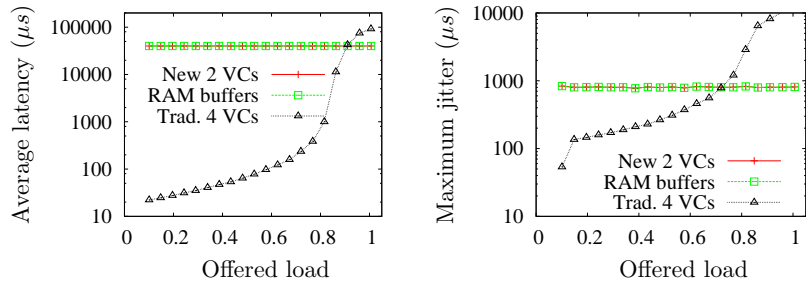 Average latency (μs)
100000
10000
1000
100
10
New 2 VCs
RAM buffers
Trad. 4 VCs
0 0.2 0.4 0.6 0.8 1
Offered load
Maximum jitter (μs)
10000
1000
100
10
New 2 VCs
RAM buffers
Trad. 4 VCs
0 0.2 0.4 0.6 0.8 1
Offered load